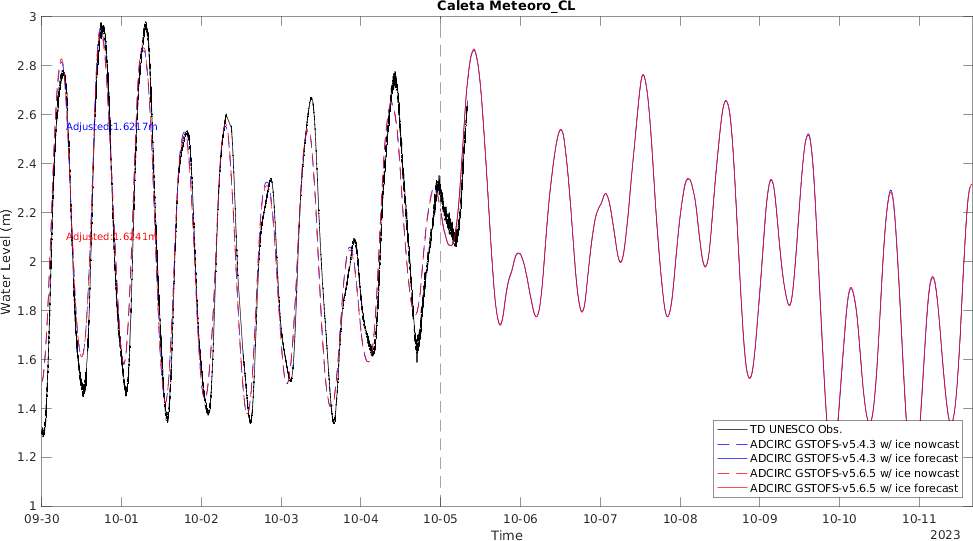 Caleta Meteoro_CL
3
2.8
2.6
2.4
2.2
2
1.8
1.6
1.4
1.2
1
Water Level (m)
Adjusted:1.6217m
Adjusted:1.6241m
TD UNESCO Obs.
ADCIRC GSTOFS-v5.4.3 w/ ice nowcast
ADCIRC GSTOFS-v5.4.3 w/ ice forecast
ADCIRC GSTOFS-v5.6.5 w/ ice nowcast
ADCIRC GSTOFS-v5.6.5 w/ ice forecast
09-30 10-01 10-02 10-03 10-04 10-05 10-06 10-07 10-08 10-09 10-10 10-11
Time
2023